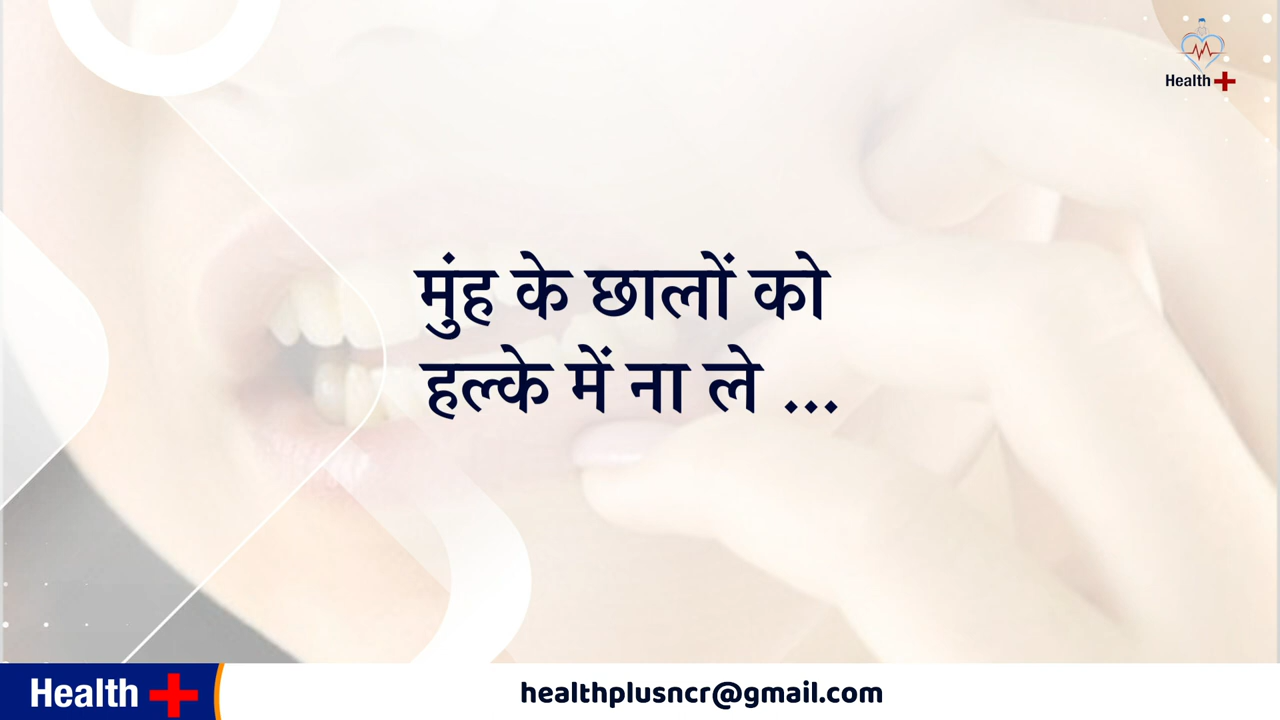 Health +
मुंह के छालों को
हल्के में ना ले ...
Health +
healthplusncr@gmail.com